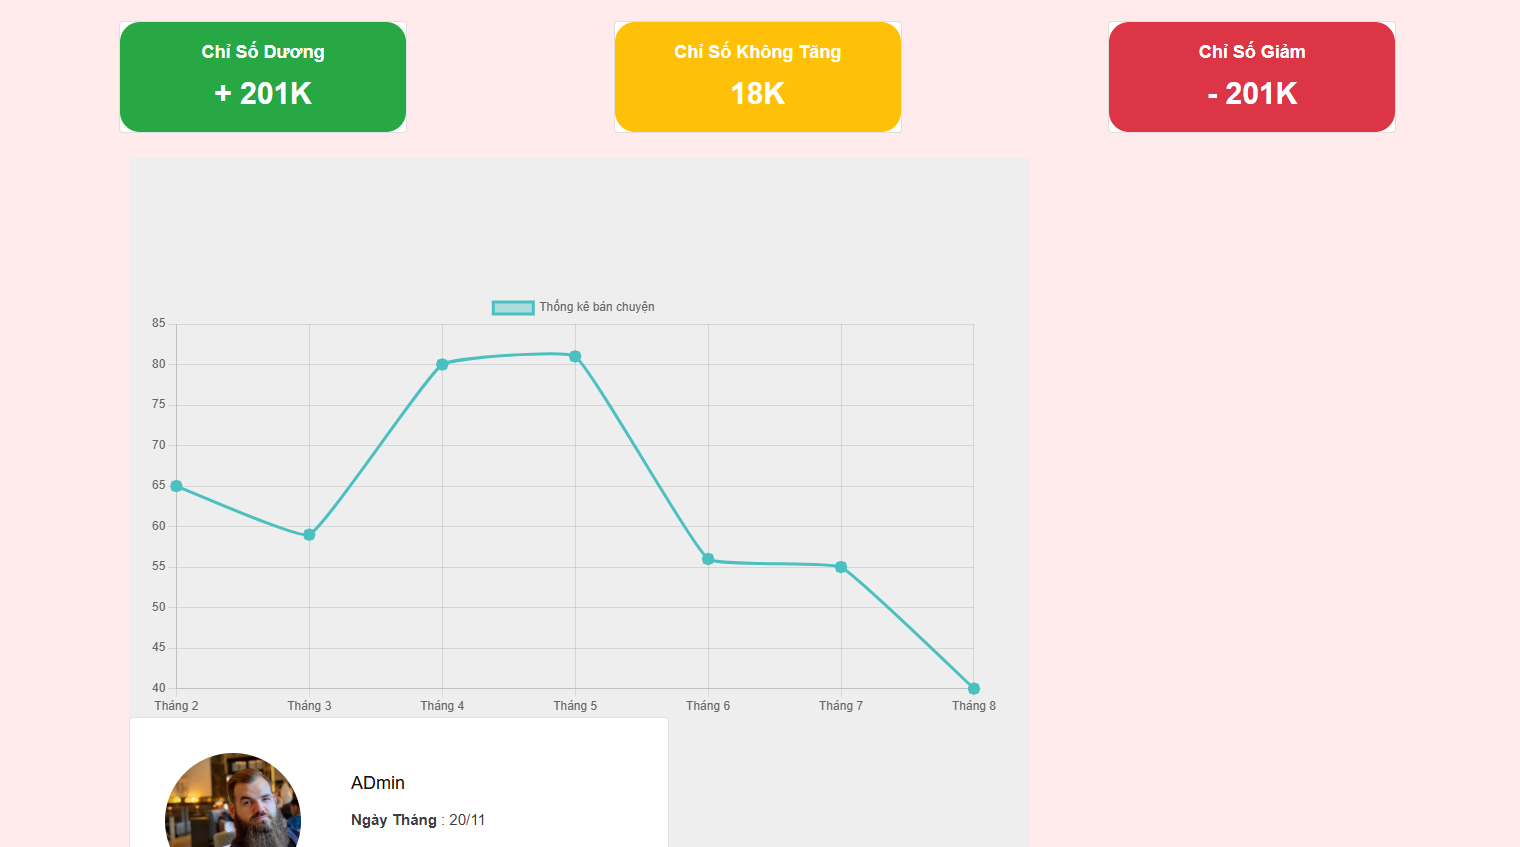 Chỉ Số Dương
+ 201K
Chỉ Số Không Tăng
18K
Chỉ Số Giảm
- 201K
Thống kê bán chuyện
85
80
75
70
65
60
55
50
45
40
Tháng 2
Tháng 3
Tháng 4
Tháng 5
Tháng 6
Tháng 7
Tháng 8
ADmin
Ngày Tháng : 20/11